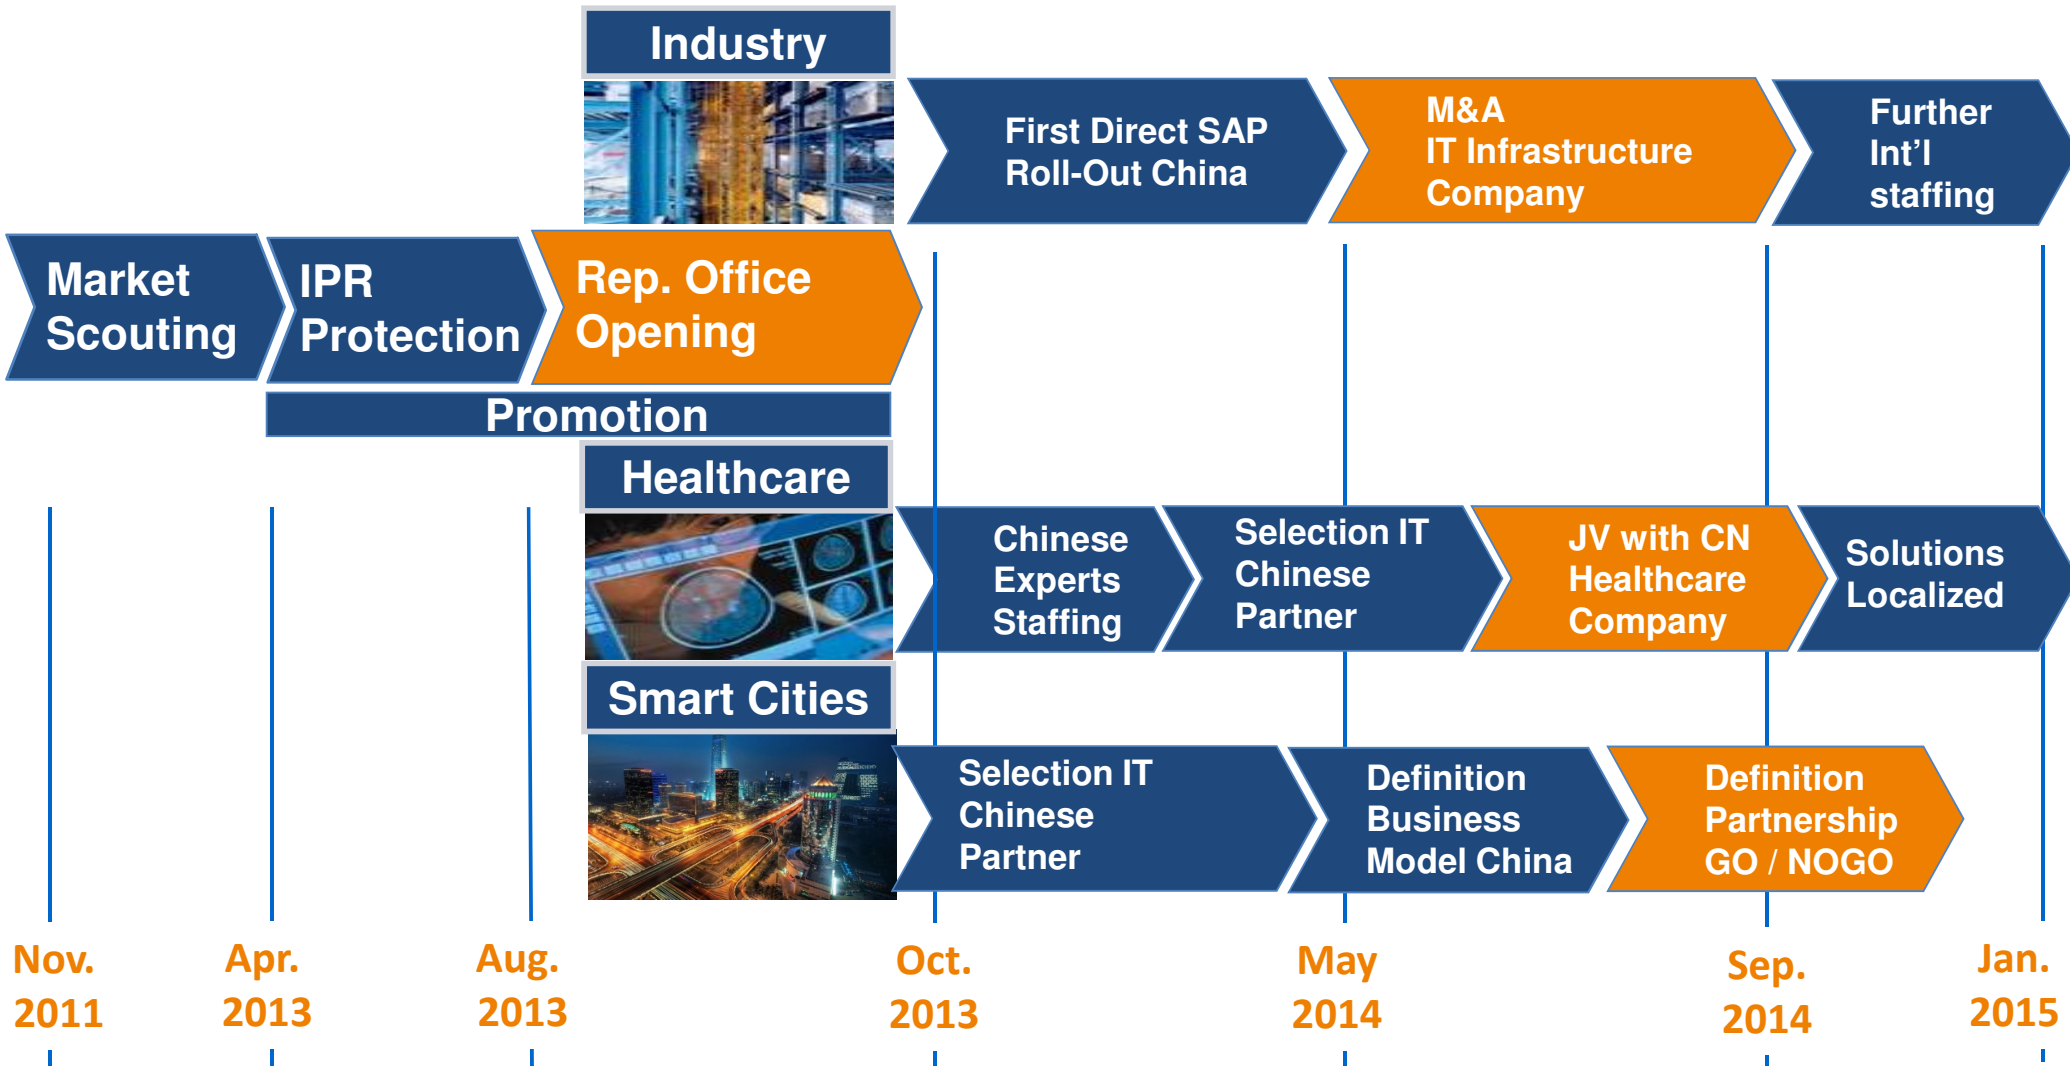 Industry
First Direct SAP
Roll-Out China
M&A
IT Infrastructure
Company
Further
Int'l
staffing
Market
Scouting
IPR
Protection
Rep. Office
Opening
Promotion
Healthcare
Chinese
Experts
Staffing
Selection IT
Chinese
Partner
JV with CN
Healthcare
Company
Solutions
Localized
Smart Cities
Selection IT
Chinese
Partner
Definition
Business
Model China
Definition
Partnership
GO / NOGO
Nov.
2011
Apr.
2013
Aug.
2013
Oct.
2013
May
2014
Sep.
2014
Jan.
2015